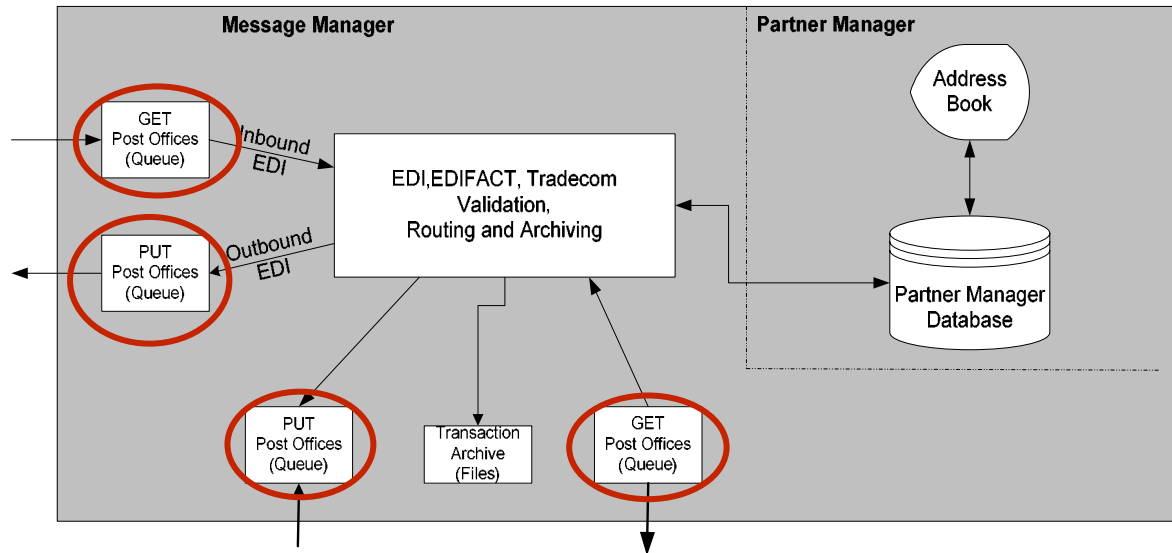 Message Manager
Partner Manager
GET
Post Offices
(Queue)
Inbound
EDI
Address
Book
EDI,EDIFACT, Tradecom
Validation,
Routing and Archiving
PUT
Post Offices
(Queue)
Outbound
EDI
Partner Manager
Database
PUT
Post Offices
(Queue)
Transaction
Archive
(Files)
GET
Post Offices
(Queue)